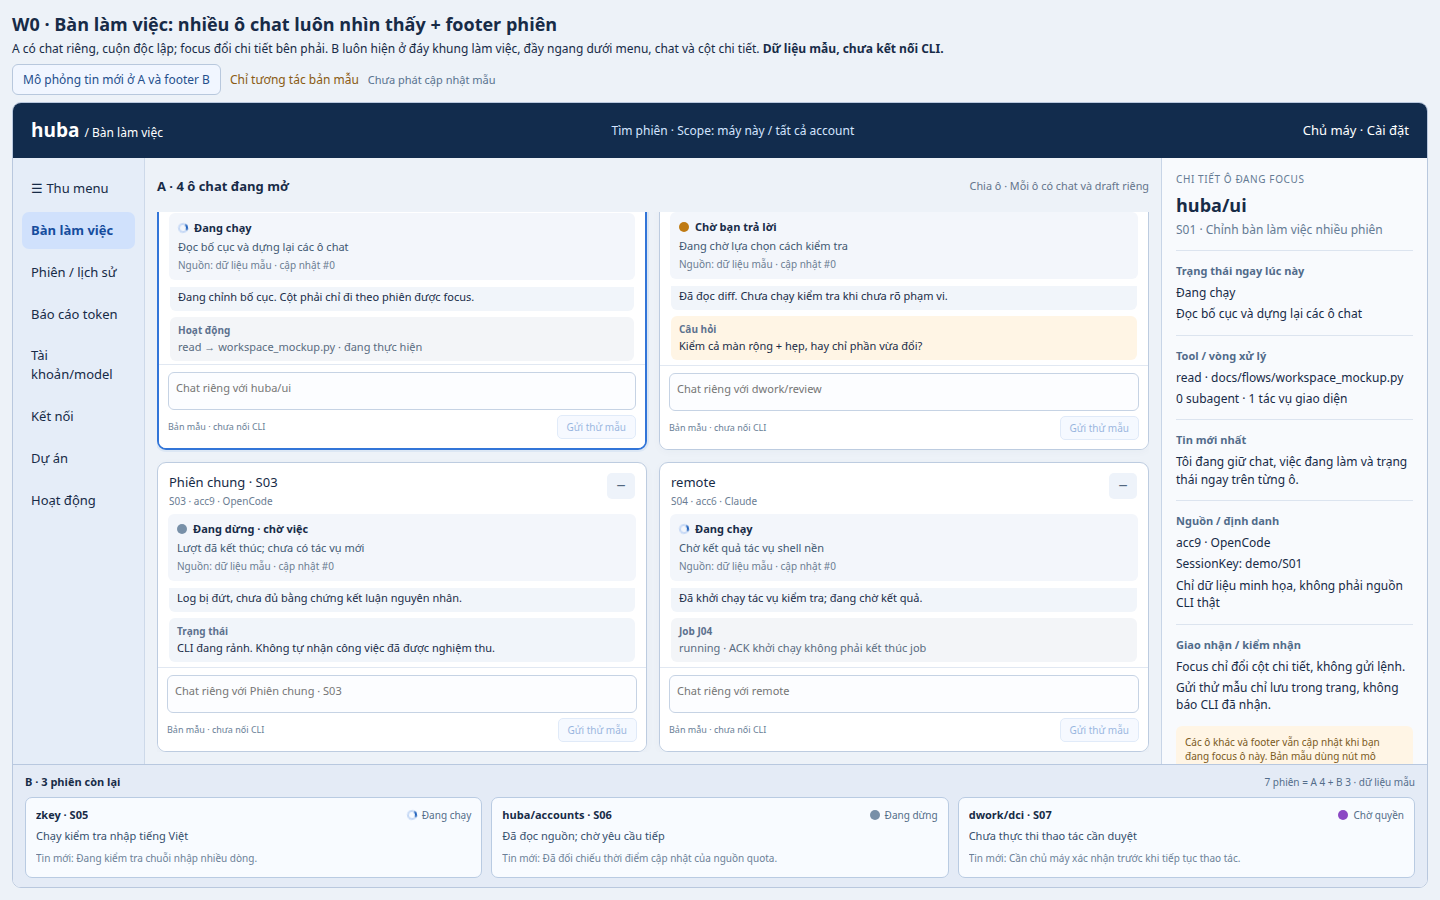 W0 · Bàn làm việc: nhiều ô chat luôn nhìn thấy + footer phiên
A có chat riêng, cuộn độc lập; focus đổi chi tiết bên phải. B luôn hiện ở đáy khung làm việc, đầy ngang dưới menu, chat và cột chi tiết. Dữ liệu mẫu, chưa kết nối CLI.
Mô phỏng tin mới ở A và footer B
Chỉ tương tác bản mẫu
Chưa phát cập nhật mẫu
huba / Bàn làm việc
Tìm phiên · Scope: máy này / tất cả account
Chủ máy · Cài đặt
☰ Thu menu
Bàn làm việc
Phiên / lịch sử
Báo cáo token
Tài
khoản/model
Kết nối
Dự án
Hoạt động
A · 4 ô chat đang mở
Chia ô · Mỗi ô có chat và draft riêng
Đang chạy
Đọc bố cục và dựng lại các ô chat
Nguồn: dữ liệu mẫu · cập nhật #0
Đang chỉnh bố cục. Cột phải chỉ đi theo phiên được focus.
Hoạt động
read → workspace_mockup.py · đang thực hiện
Chat riêng với huba/ui
Bản mẫu · chưa nối CLI
Gửi thử mẫu
Chờ bạn trả lời
Đang chờ lựa chọn cách kiểm tra
Nguồn: dữ liệu mẫu · cập nhật #0
Đã đọc diff. Chưa chạy kiểm tra khi chưa rõ phạm vi.
Câu hỏi
Kiểm cả màn rộng + hẹp, hay chỉ phần vừa đổi?
Chat riêng với dwork/review
Bản mẫu · chưa nối CLI
Gửi thử mẫu
Phiên chung · S03
–
S03 · acc9 · OpenCode
Đang dừng · chờ việc
Lượt đã kết thúc; chưa có tác vụ mới
Nguồn: dữ liệu mẫu · cập nhật #0
Log bị đứt, chưa đủ bằng chứng kết luận nguyên nhân.
Trạng thái
CLI đang rảnh. Không tự nhận công việc đã được nghiệm thu.
Chat riêng với Phiên chung · S03
Bản mẫu · chưa nối CLI
Gửi thử mẫu
remote
–
S04 · acc6 · Claude
Đang chạy
Chờ kết quả tác vụ shell nền
Nguồn: dữ liệu mẫu · cập nhật #0
Đã khởi chạy tác vụ kiểm tra; đang chờ kết quả.
Job J04
running · ACK khởi chạy không phải kết thúc job
Chat riêng với remote
Bản mẫu · chưa nối CLI
Gửi thử mẫu
CHI TIẾT Ô ĐANG FOCUS
huba/ui
S01 · Chỉnh bàn làm việc nhiều phiên
Trạng thái ngay lúc này
Đang chạy
Đọc bố cục và dựng lại các ô chat
Tool / vòng xử lý
read · docs/flows/workspace_mockup.py
0 subagent · 1 tác vụ giao diện
Tin mới nhất
Tôi đang giữ chat, việc đang làm và trạng
thái ngay trên từng ô.
Nguồn / định danh
acc9 · OpenCode
SessionKey: demo/S01
Chỉ dữ liệu minh họa, không phải nguồn
CLI thật
Giao nhận / kiểm nhận
Focus chỉ đổi cột chi tiết, không gửi lệnh.
Gửi thử mẫu chỉ lưu trong trang, không
báo CLI đã nhận.
Các ô khác và footer vẫn cập nhật khi bạn
đang focus ô này. Bản mẫu dùng nút mô
B · 3 phiên còn lại
7 phiên = A 4 + B 3 · dữ liệu mẫu
zkey · S05
Đang chạy
Chạy kiểm tra nhập tiếng Việt
Tin mới: Đang kiểm tra chuỗi nhập nhiều dòng.
huba/accounts · S06
Đang dừng
Đã đọc nguồn; chờ yêu cầu tiếp
Tin mới: Đã đối chiếu thời điểm cập nhật của nguồn quota.
dwork/dci · S07
Chờ quyền
Chưa thực thi thao tác cần duyệt
Tin mới: Cần chủ máy xác nhận trước khi tiếp tục thao tác.